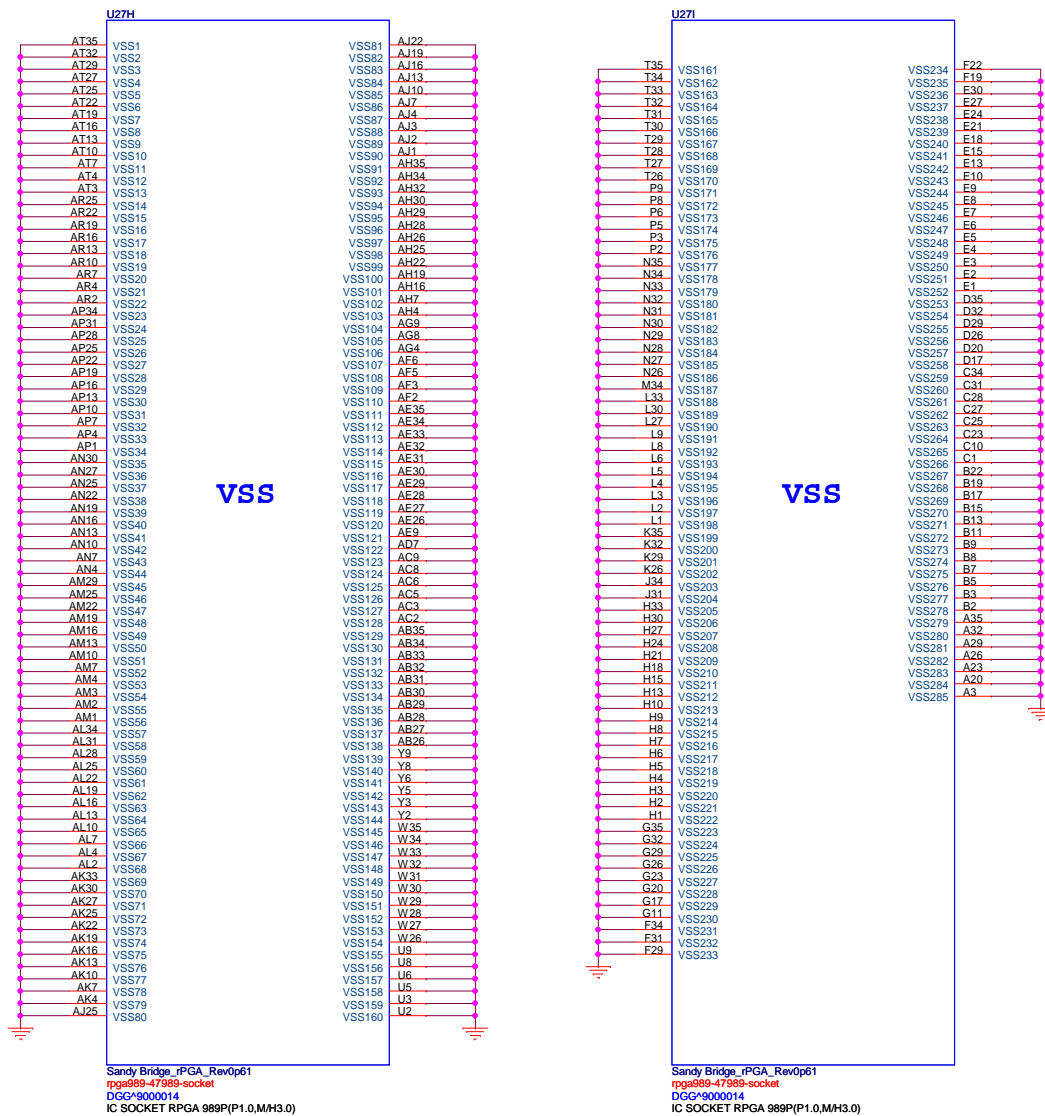 U27H
AT35 VSS1 VSS81 AJ22
AT32 VSS2 VSS82 AJ19
AT29 VSS3 VSS83 AJ16
AT27 VSS4 VSS84 AJ13
AT25 VSS5 VSS85 AJ10
AT22 VSS6 VSS86 AJ7
AT19 VSS7 VSS87 AJ4
AT16 VSS8 VSS88 AJ3
AT13 VSS9 VSS89 AJ2
AT10 VSS10 VSS90 AJ1
AT7 VSS11 VSS91 AH35
AT4 VSS12 VSS92 AH34
AT3 VSS13 VSS93 AH32
AR25 VSS14 VSS94 AH30
AR22 VSS15 VSS95 AH29
AR19 VSS16 VSS96 AH28
AR16 VSS17 VSS97 AH26
AR13 VSS18 VSS98 AH25
AR10 VSS19 VSS99 AH22
AR7 VSS20 VSS100 AH19
AR4 VSS21 VSS101 AH16
AR2 VSS22 VSS102 AH7
AP34 VSS23 VSS103 AH4
AP31 VSS24 VSS104 AG9
AP28 VSS25 VSS105 AG8
AP25 VSS26 VSS106 AG4
AP22 VSS27 VSS107 AF6
AP19 VSS28 VSS108 AF5
AP16 VSS29 VSS109 AF3
AP13 VSS30 VSS110 AF2
AP10 VSS31 VSS111 AE35
AP7 VSS32 VSS112 AE34
AP4 VSS33 VSS113 AE33
AP1 VSS34 VSS114 AE32
AN30 VSS35 VSS115 AE31
AN27 VSS36 VSS116 AE30
AN25 VSS37 VSS117 AE29
AN22 VSS38 VSS118 AE28
VSS
AN19 VSS39 VSS119 AE27
AN16 VSS40 VSS120 AE26
AN13 VSS41 VSS121 AE9
AN10 VSS42 VSS122 AD7
AN7 VSS43 VSS123 AC9
AN4 VSS44 VSS124 AC8
AM29 VSS45 VSS125 AC6
AM25 VSS46 VSS126 AC5
AM22 VSS47 VSS127 AC3
AM19 VSS48 VSS128 AC2
AM16 VSS49 VSS129 AB35
AM13 VSS50 VSS130 AB34
AM10 VSS51 VSS131 AB33
AM7 VSS52 VSS132 AB32
AM4 VSS53 VSS133 AB31
AM3 VSS54 VSS134 AB30
AM2 VSS55 VSS135 AB29
AM1 VSS56 VSS136 AB28
AL34 VSS57 VSS137 AB27
AL31 VSS58 VSS138 AB26
AL28 VSS59 VSS139 Y9
AL25 VSS60 VSS140 Y8
AL22 VSS61 VSS141 Y6
AL19 VSS62 VSS142 Y5
AL16 VSS63 VSS143 Y3
AL13 VSS64 VSS144 Y2
AL10 VSS65 VSS145 W35
AL7 VSS66 VSS146 W34
AL4 VSS67 VSS147 W33
AL2 VSS68 VSS148 W32
AK33 VSS69 VSS149 W31
AK30 VSS70 VSS150 W30
AK27 VSS71 VSS151 W29
AK25 VSS72 VSS152 W28
AK22 VSS73 VSS153 W27
AK19 VSS74 VSS154 W26
AK16 VSS75 VSS155 U9
AK13 VSS76 VSS156 U8
AK10 VSS77 VSS157 U6
AK7 VSS78 VSS158 U5
AK4 VSS79 VSS159 U3
AJ25 VSS80 VSS160 U2
Sandy Bridge_rPGA_Rev0p61
rpga989-47989-socket
DGG^9000014
IC SOCKET RPGA 989P(P1.0,M/H3.0)
U27I
T35 VSS161 VSS234 F22
T34 VSS162 VSS235 F19
T33 VSS163 VSS236 E30
T32 VSS164 VSS237 E27
T31 VSS165 VSS238 E24
T30 VSS166 VSS239 E21
T29 VSS167 VSS240 E18
T28 VSS168 VSS241 E15
T27 VSS169 VSS242 E13
T26 VSS170 VSS243 E10
P9 VSS171 VSS244 E9
P8 VSS172 VSS245 E8
P6 VSS173 VSS246 E7
P5 VSS174 VSS247 E6
P3 VSS175 VSS248 E5
P2 VSS176 VSS249 E4
N35 VSS177 VSS250 E3
N34 VSS178 VSS251 E2
N33 VSS179 VSS252 E1
N32 VSS180 VSS253 D35
N31 VSS181 VSS254 D32
N30 VSS182 VSS255 D29
N29 VSS183 VSS256 D26
N28 VSS184 VSS257 D20
N27 VSS185 VSS258 D17
N26 VSS186 VSS259 C34
M34 VSS187 VSS260 C31
L33 VSS188 VSS261 C28
L30 VSS189 VSS262 C27
L27 VSS190 VSS263 C25
L9 VSS191 VSS264 C23
L8 VSS192 VSS265 C10
L6 VSS193 VSS266 C1
L5 VSS194 VSS267 B22
L4 VSS195 VSS268 B19
L3 VSS196 VSS269 B17
VSS
L2 VSS197 VSS270 B15
L1 VSS198 VSS271 B13
K35 VSS199 VSS272 B11
K32 VSS200 VSS273 B9
K29 VSS201 VSS274 B8
K26 VSS202 VSS275 B7
J34 VSS203 VSS276 B5
J31 VSS204 VSS277 B3
H33 VSS205 VSS278 B2
H30 VSS206 VSS279 A35
H27 VSS207 VSS280 A32
H24 VSS208 VSS281 A29
H21 VSS209 VSS282 A26
H18 VSS210 VSS283 A23
H15 VSS211 VSS284 A20
H13 VSS212 VSS285 A3
H10 VSS213
H9 VSS214
H8 VSS215
H7 VSS216
H6 VSS217
H5 VSS218
H4 VSS219
H3 VSS220
H2 VSS221
H1 VSS222
G35 VSS223
G32 VSS224
G29 VSS225
G26 VSS226
G23 VSS227
G20 VSS228
G17 VSS229
G11 VSS230
F34 VSS231
F31 VSS232
F29 VSS233
Sandy Bridge_rPGA_Rev0p61
rpga989-47989-socket
DGG^9000014
IC SOCKET RPGA 989P(P1.0,M/H3.0)